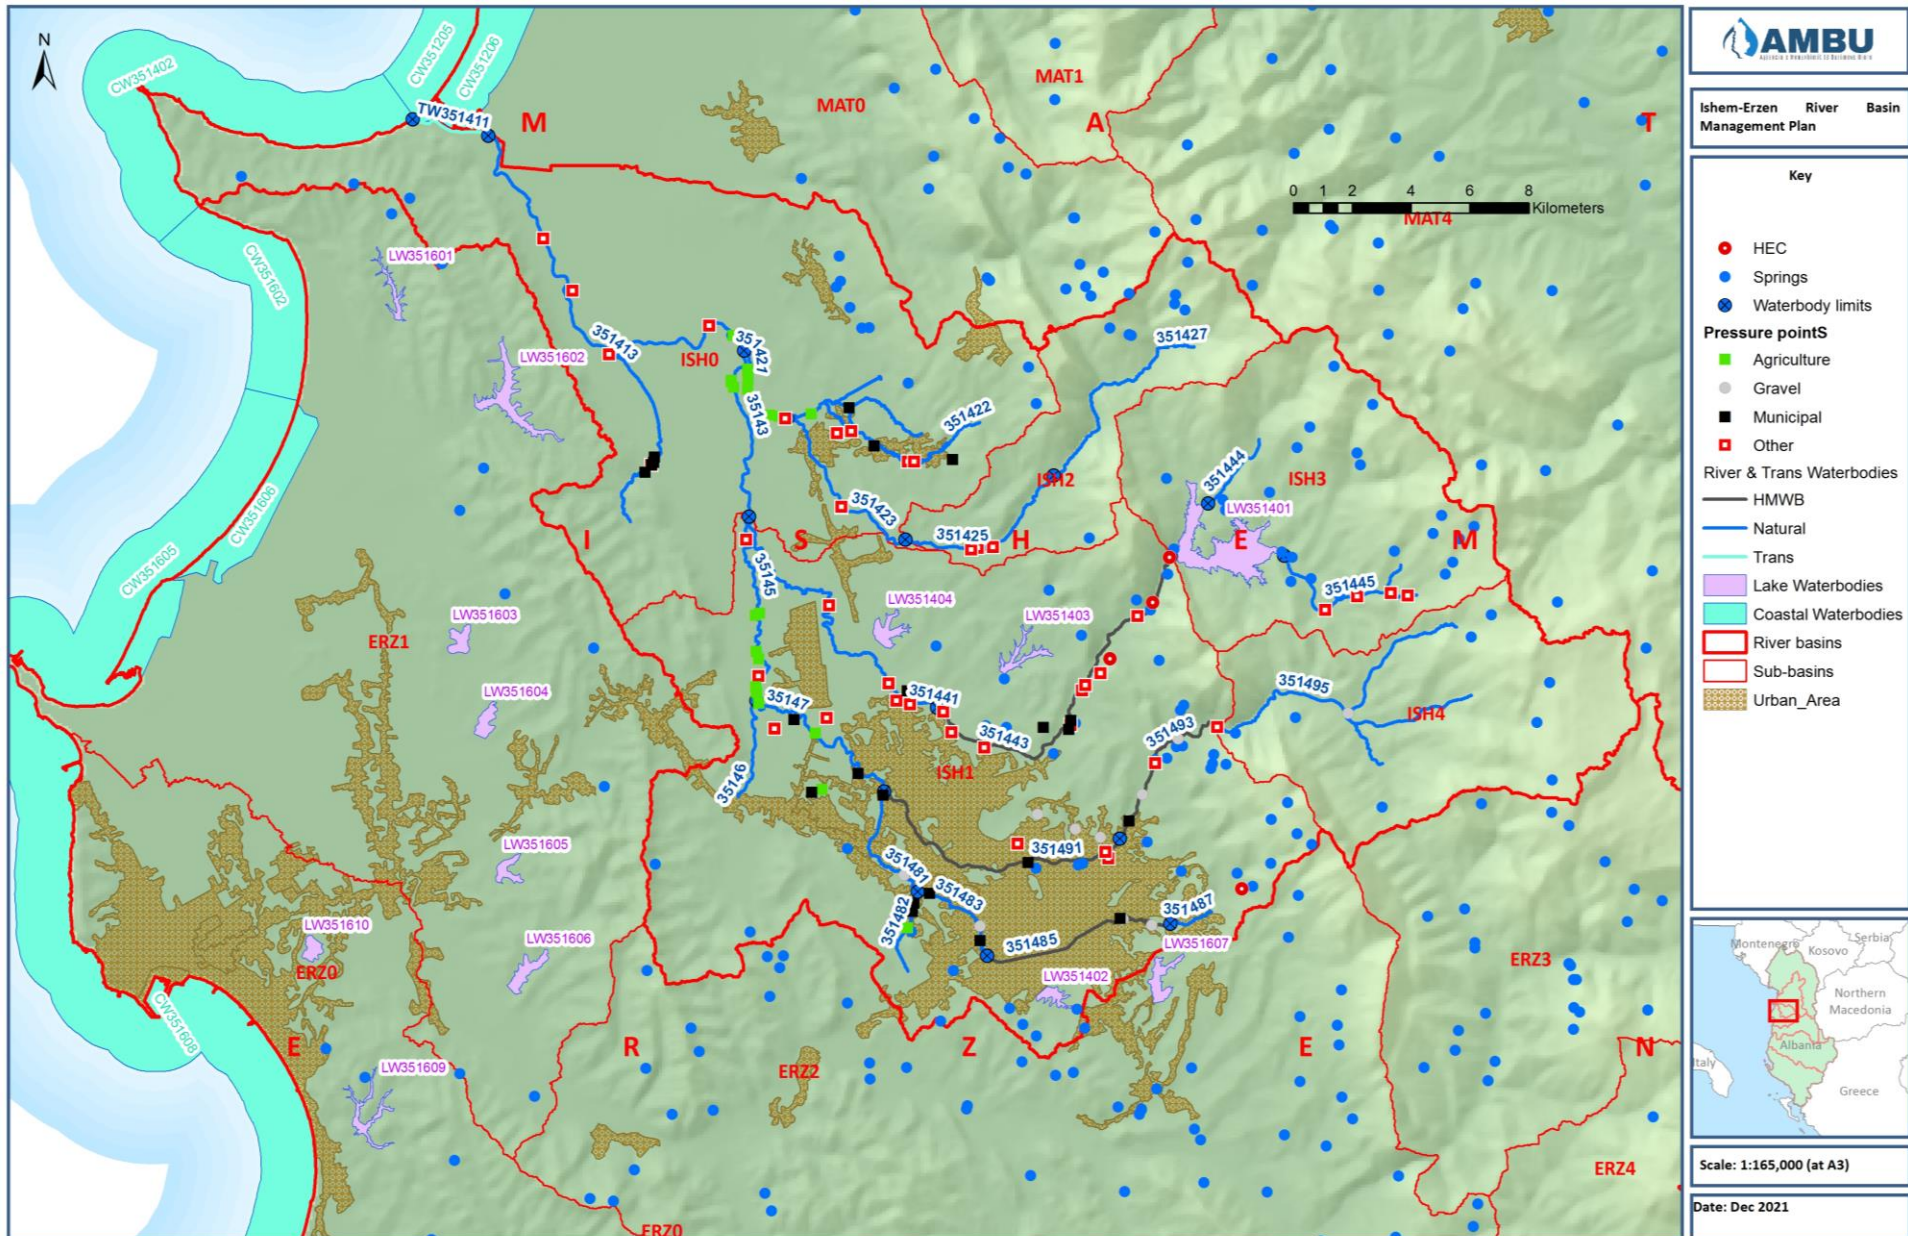 N
CW351402
CW351205
CW351206
TW351411
M
A
T
MAT0
MAT1
MAT4
0 1 2 4 6 8
Kilometers
CW351602
LW351601
LW351602
351413
ISH0
351421
35143
351422
351427
ISH2
351423
351425
351444
ISH3
LW351401
I
S
H
E
M
35145
351445
CW351606
CW351605
LW351603
LW351404
LW351403
ERZ1
LW351604
35147
351441
351443
351493
351495
ISH4
ISH1
35146
LW351605
351491
351481
351483
351482
351487
351485
LW351610
LW351606
LW351402
LW351607
ERZ0
ERZ3
CW351608
E
R
Z
E
N
LW351609
ERZ2
ERZ4
ERZ0
AMBU
Ishem-Erzen River Basin
Management Plan
Key
HEC
Springs
Waterbody limits
Pressure pointS
Agriculture
Gravel
Municipal
Other
River & Trans Waterbodies
HMWB
Natural
Trans
Lake Waterbodies
Coastal Waterbodies
River basins
Sub-basins
Urban_Area
Montenegro
Kosovo
Serbia
Northern
Macedonia
Albania
Italy
Greece
Scale: 1:165,000 (at A3)
Date: Dec 2021